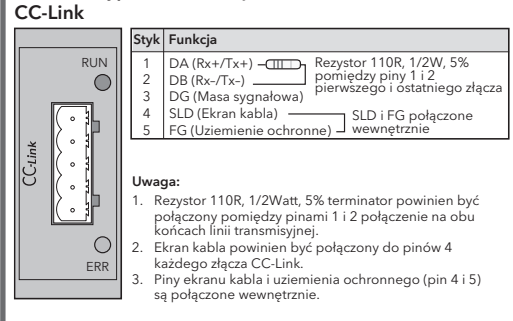 CC-Link
RUN
CC-Link
ERR
Styk Funkcja
1 DA (Rx+/Tx+)
2 DB (Rx–/Tx–)
3 DG (Masa sygnałowa)
4 SLD (Ekran kabla)
5 FG (Uziemienie ochronne)
Rezystor 110R, 1/2W, 5%
pomiędzy piny 1 i 2
pierwszego i ostatniego złącza
SLD i FG połączone
wewnętrznie
Uwaga:
1. Rezystor 110R, 1/2Watt, 5% terminator powinien być
połączony pomiędzy pinami 1 i 2 połączenie na obu
końcach linii transmisyjnej.
2. Ekran kabla powinien być połączony do pinów 4
każdego złącza CC-Link.
3. Piny ekranu kabla i uziemienia ochronnego (pin 4 i 5)
są połączone wewnętrznie.